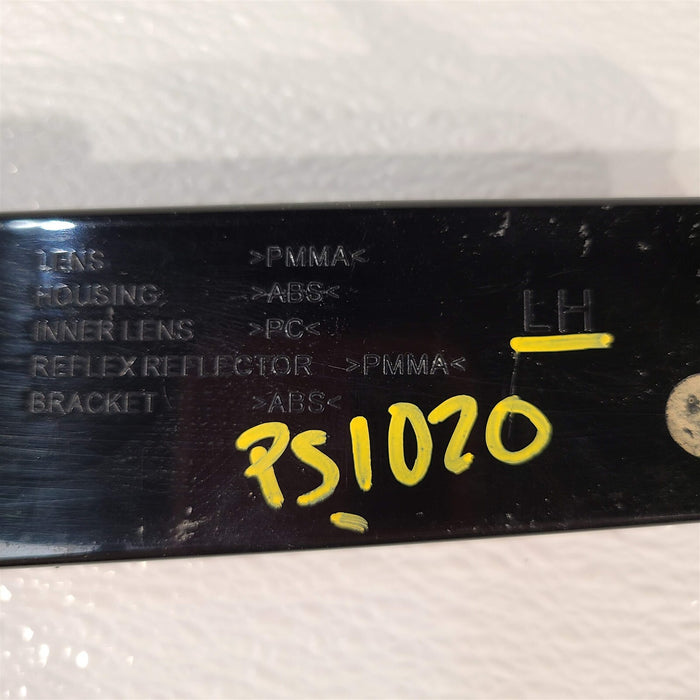 LENS >PMMA<
HOUSING >ABS<
INNER LENS >PC<
LH
REFLEX REFLECTOR >PMMA<
BRACKET >ABS<
PS1020